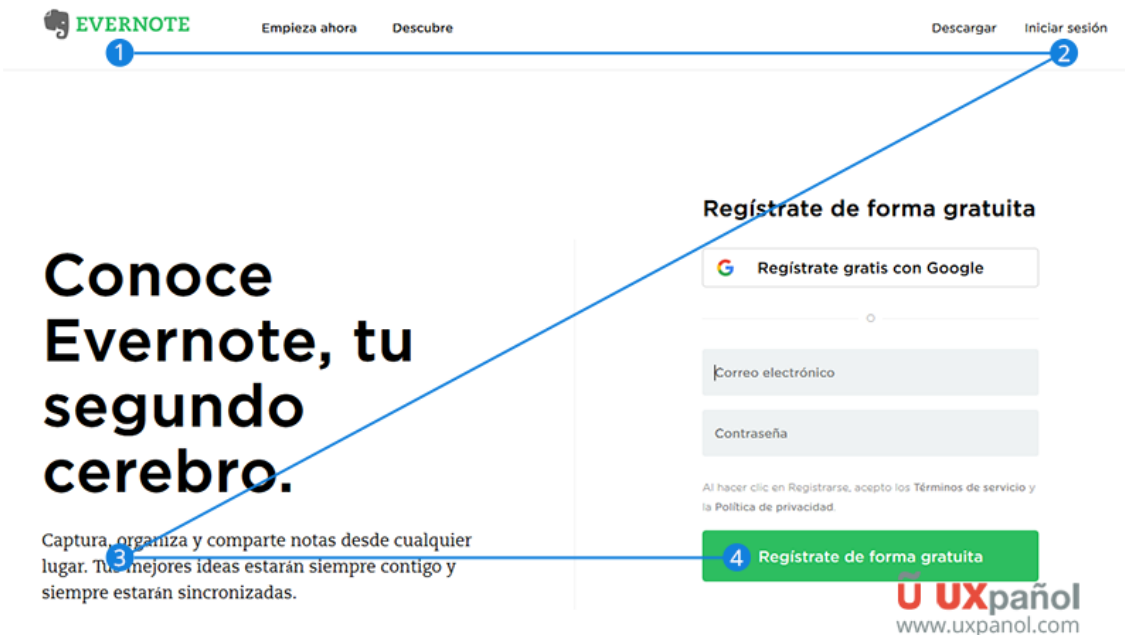 EVERNOTE Empieza ahora Descubre Descargar Iniciar sesión
1 2
Regístrate de forma gratuita
G Regístrate gratis con Google
Conoce
Evernote, tu
segundo
cerebro.
Captura, organiza y comparte notas desde cualquier
lugar. Tus mejores ideas estarán siempre contigo y
siempre estarán sincronizadas.
3
Correo electrónico
Contraseña
Al hacer clic en Registrarse, acepto los Términos de servicio y
la Política de privacidad.
4 Regístrate de forma gratuita
Ü UXpañol
www.uxpanol.com